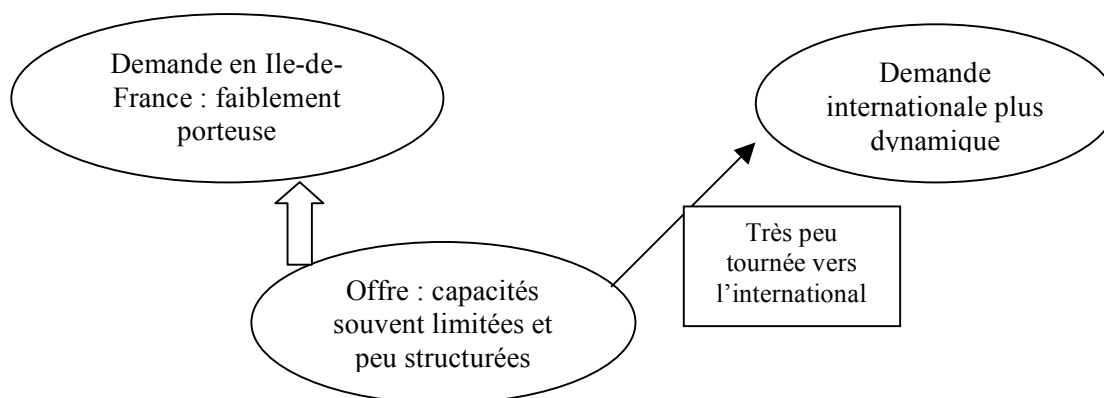 Demande en Ile-de-
France : faiblement
porteuse
Demande
internationale plus
dynamique
Très peu
tournée vers
l’international
Offre : capacités
souvent limitées et
peu structurées